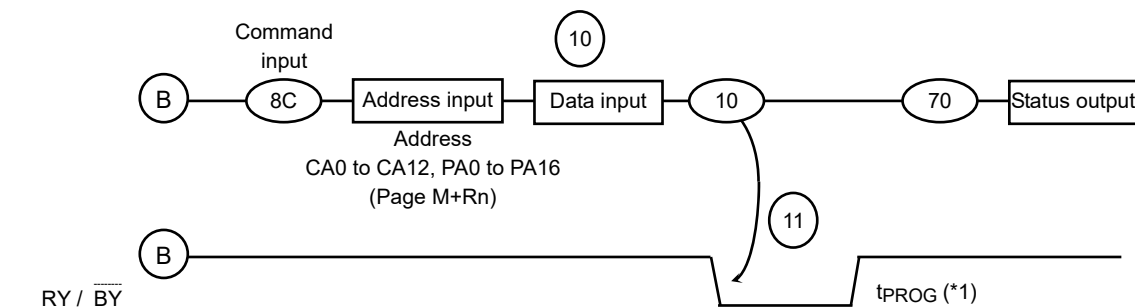 Command
input
10
B
8C
Address input
Data input
10
70
Status output
Address
CA0 to CA12, PA0 to PA16
(Page M+Rn)
11
B
RY / BY
tPROG (*1)